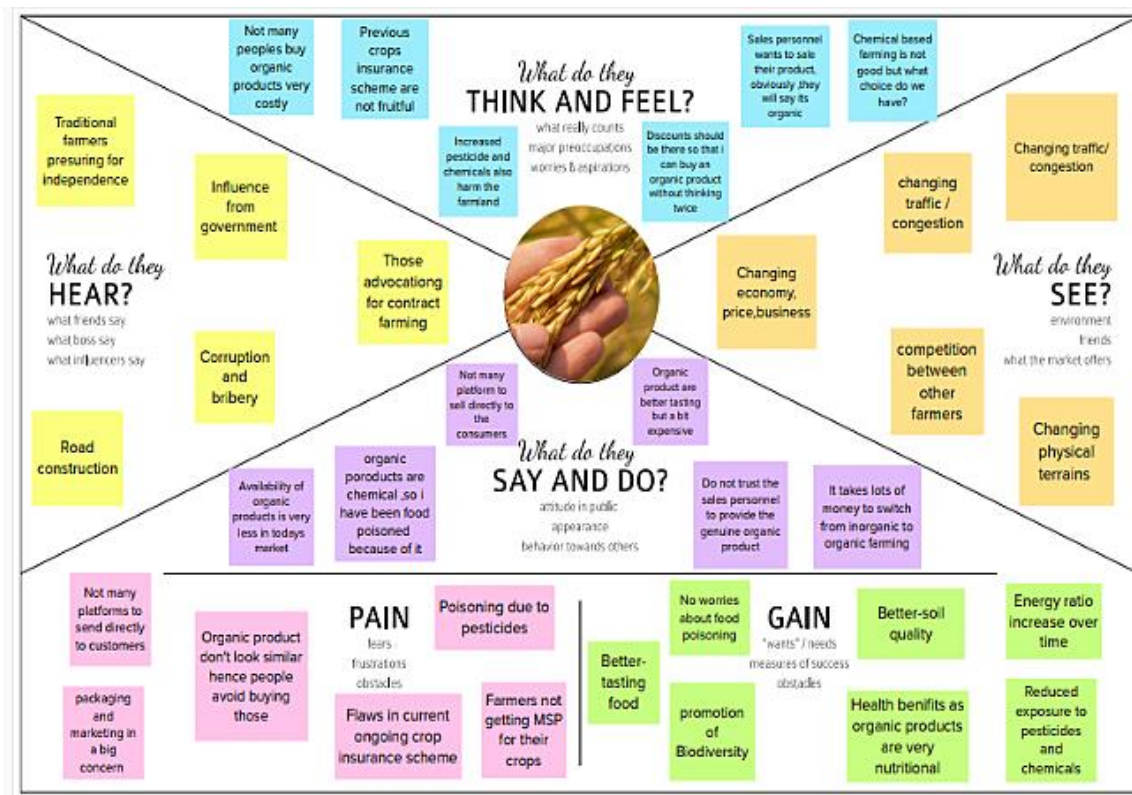 Not many
peoples buy
organic
products very
costly
Previous
crops
insurance
scheme are
not fruitful
What do they
THINK AND FEEL?
what really counts
major preoccupations
worries & aspirations
Increased
pesticide and
chemicals also
harm the
farmland
Discounts should
be there so that i
can buy an
organic product
without thinking
twice
Sales personnel
wants to sale
their product,
obviously ,they
will say its
organic
Chemical based
farming is not
good but what
choice do we
have?
Traditional
farmers
presuring for
independence
Influence
from
government
Those
advocationg
for contract
farming
What do they
HEAR?
what friends say
what boss say
what influencers say
Corruption
and
bribery
Road
construction
Changing traffic/
congestion
changing
traffic /
congestion
Changing
economy,
price,business
What do they
SEE?
environment
friends
what the market offers
competition
between
other
farmers
Changing
physical
terrains
Not many
platform to
sell directly to
the
consumers
Organic
product are
better tasting
but a bit
expensive
What do they
SAY AND DO?
attitude in public
appearance
behavior towards others
Availability of
organic
products is very
less in todays
market
organic
poroducts are
chemical ,so i
have been food
poisoned
because of it
Do not trust the
sales personnel
to provide the
genuine organic
product
It takes lots of
money to switch
from inorganic to
organic farming
Not many
platforms to
send directly
to customers
Organic product
don't look similar
hence people
avoid buying
those
PAIN
fears
frustrations
obstacles
Poisoning due to
pesticides
packaging
and
marketing in
a big
concern
Flaws in current
ongoing crop
insurance scheme
Farmers not
getting MSP
for their
crops
No worries
about food
poisoning
GAIN
"wants" / needs
measures of success
obstacles
Better-soil
quality
Energy ratio
increase over
time
Better-
tasting
food
promotion
of
Biodiversity
Health benifits as
organic products
are very
nutritional
Reduced
exposure to
pesticides
and
chemicals